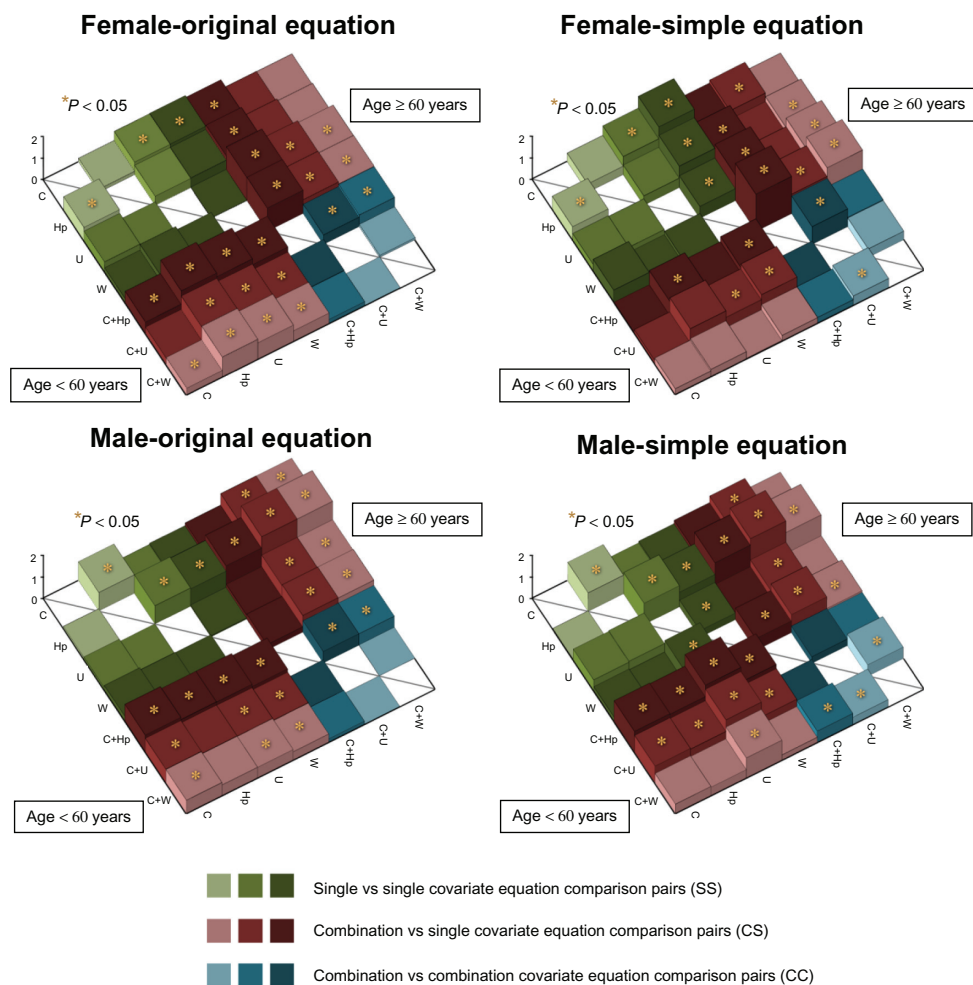 Female-original equation
*P < 0.05
Age ≥ 60 years
2
1
0
C
Hp
U
W
C+Hp
C+U
C+W
C
Hp
U
W
C+Hp
C+U
C+W
Age < 60 years
Female-simple equation
*P < 0.05
Age ≥ 60 years
2
1
0
C
Hp
U
W
C+Hp
C+U
C+W
C
Hp
U
W
C+Hp
C+U
C+W
Age < 60 years
Male-original equation
*P < 0.05
Age ≥ 60 years
2
1
0
C
Hp
U
W
C+Hp
C+U
C+W
C
Hp
U
W
C+Hp
C+U
C+W
Age < 60 years
Male-simple equation
*P < 0.05
Age ≥ 60 years
2
1
0
C
Hp
U
W
C+Hp
C+U
C+W
C
Hp
U
W
C+Hp
C+U
C+W
Age < 60 years
Single vs single covariate equation comparison pairs (SS)
Combination vs single covariate equation comparison pairs (CS)
Combination vs combination covariate equation comparison pairs (CC)